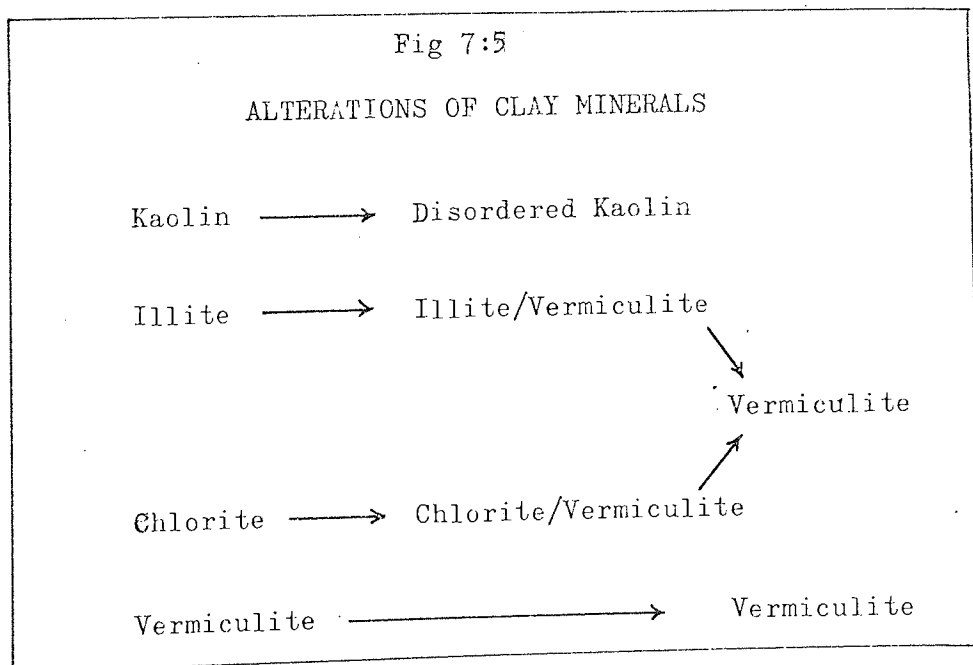 Fig 7:5
ALTERATIONS OF CLAY MINERALS
Kaolin → Disordered Kaolin
Illite → Illite/Vermiculite
Vermiculite
Chlorite → Chlorite/Vermiculite
Vermiculite → Vermiculite